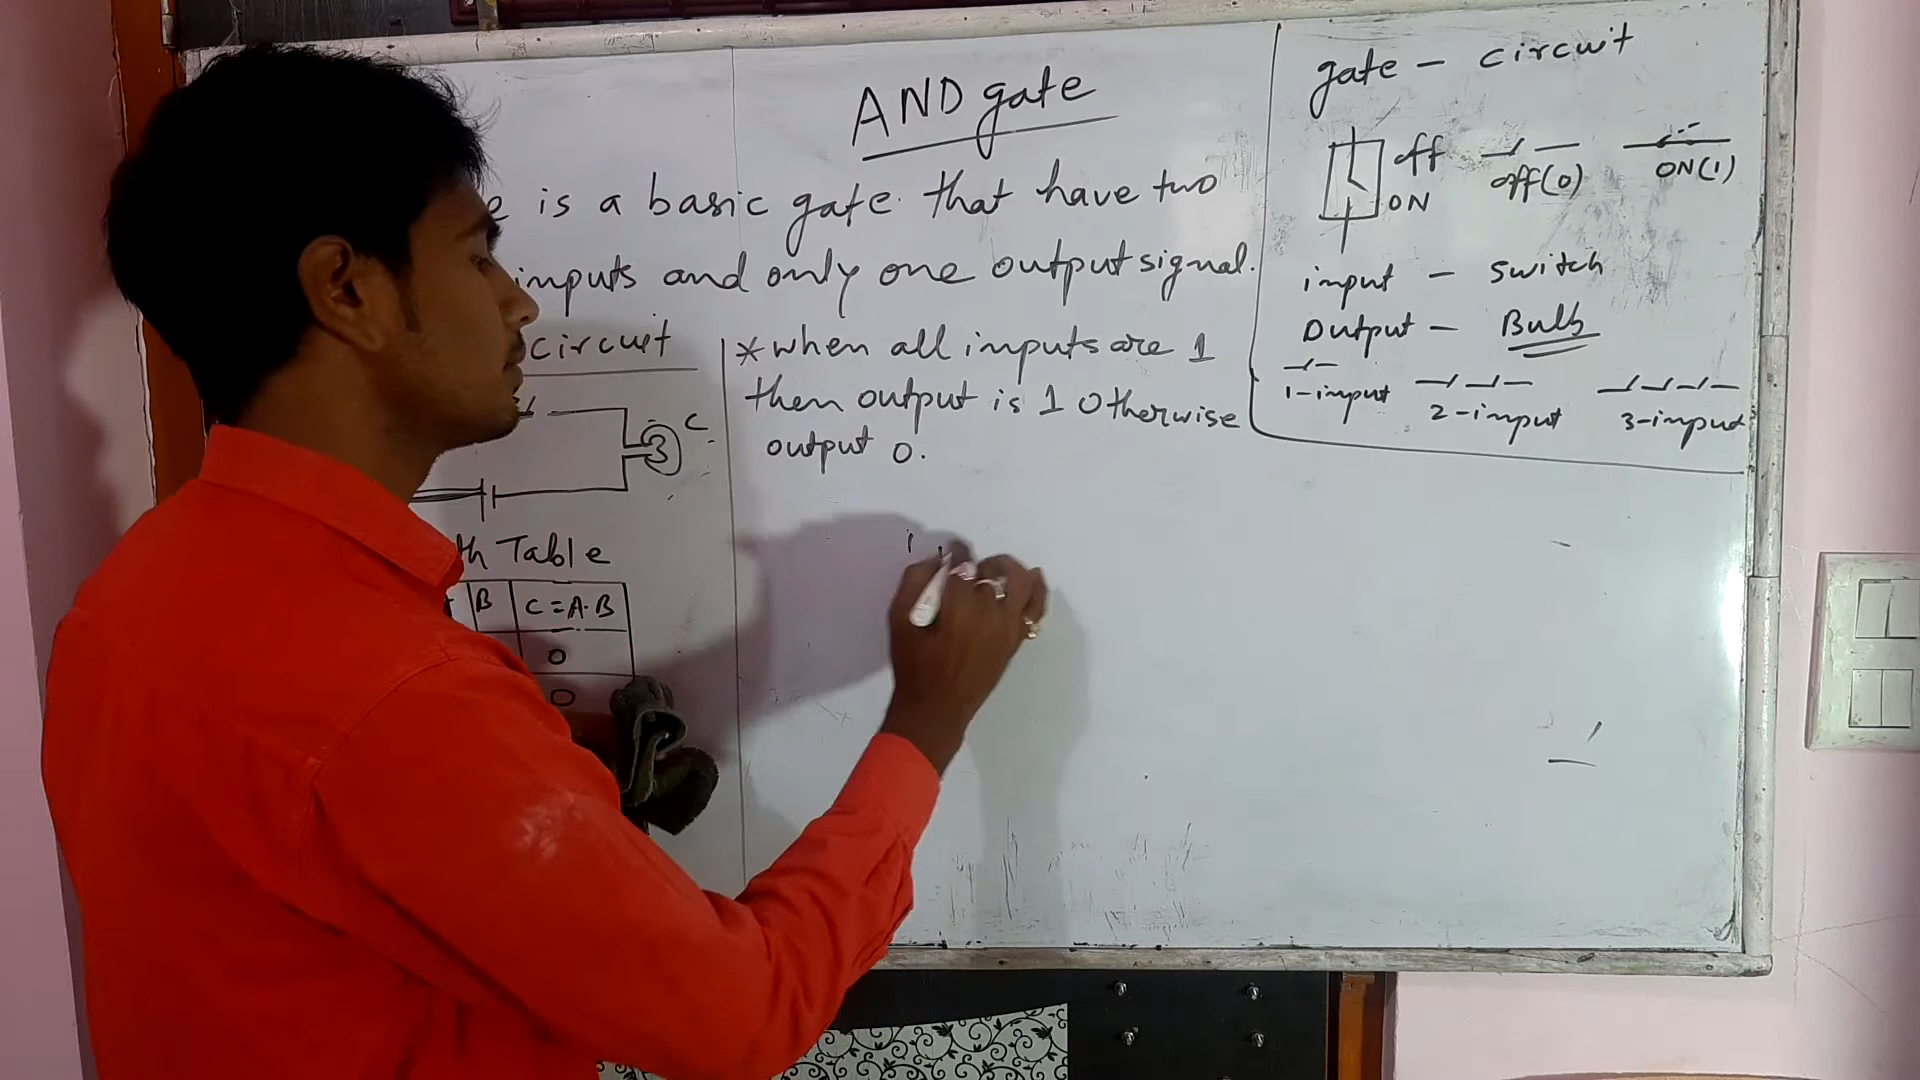 AND gate
is a basic gate that have two
inputs and only one output signal.
circuit
C
Table
B C = A·B
0
0
*when all inputs are 1
then output is 1 Otherwise
output 0.
gate - circuit
off
ON
off(0)
ON(1)
input - switch
Output - Bulb
1-input 2-input 3-input